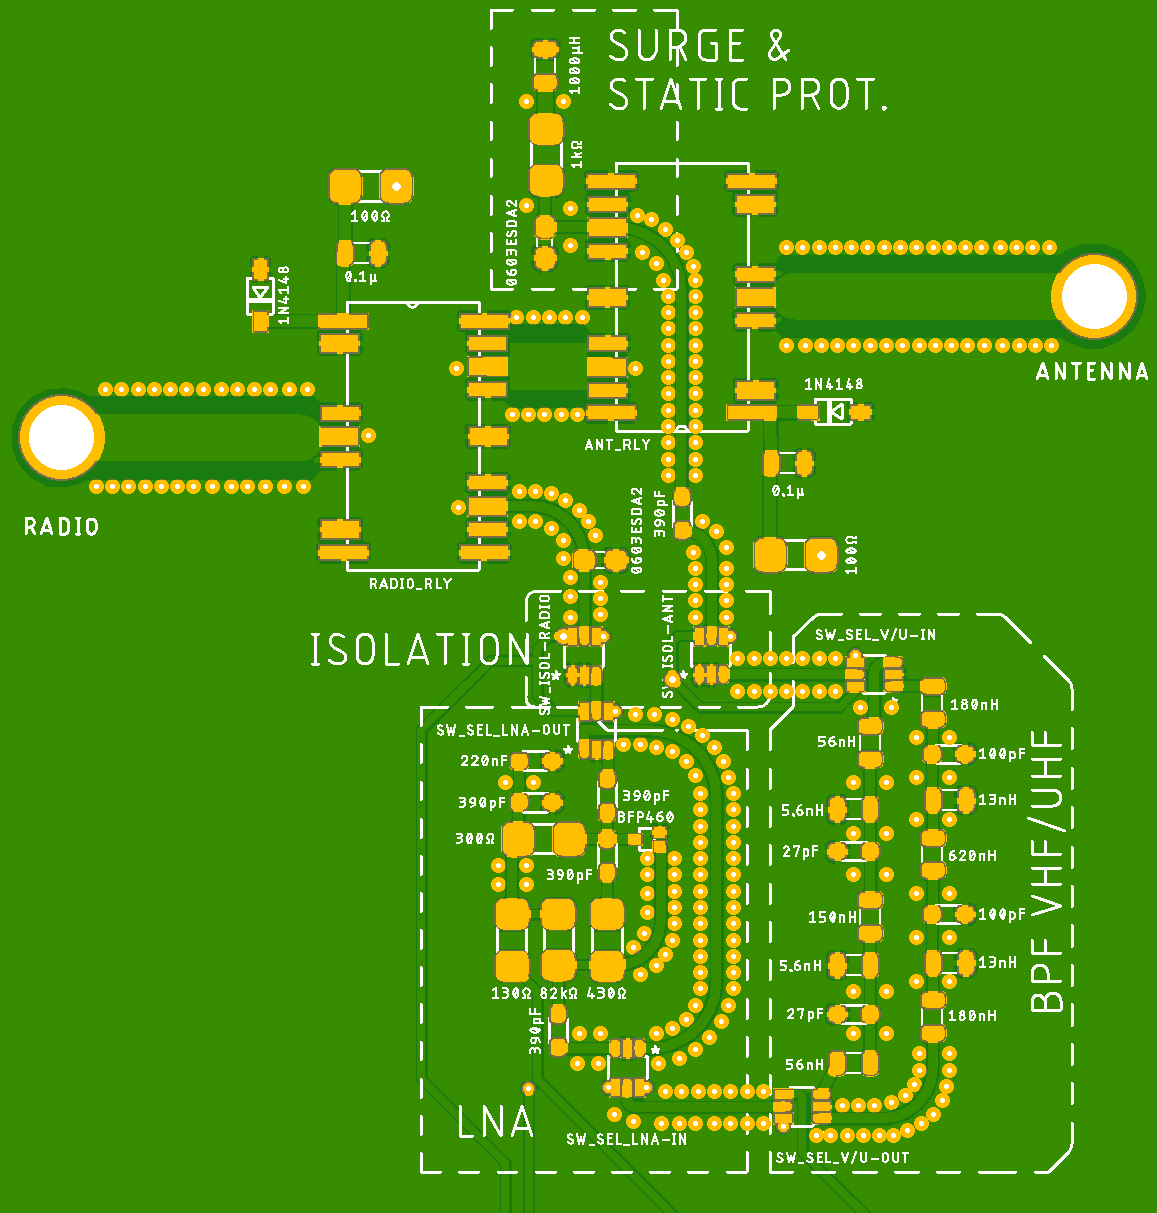 SURGE &
STATIC PROT.
1000µH
1kΩ
0603ESDA2
100Ω
0.1µ
1N4148
ANTENNA
1N4148
ANT_RLY
RADIO
0.1µ
0603ESDA2
390pF
100Ω
RADIO_RLY
ISOLATION
SW_ISOL-RADIO
SW_ISOL-ANT
SW_SEL_V/U-IN
180nH
SW_SEL_LNA-OUT
56nH
220nF
100pF
390pF
390pF
13nH
5.6nH
BFP460
300Ω
27pF
620nH
390pF
BPF VHF/UHF
150nH
100pF
5.6nH
13nH
130Ω 82kΩ 430Ω
27pF
180nH
390pF
56nH
LNA
SW_SEL_LNA-IN
SW_SEL_V/U-OUT